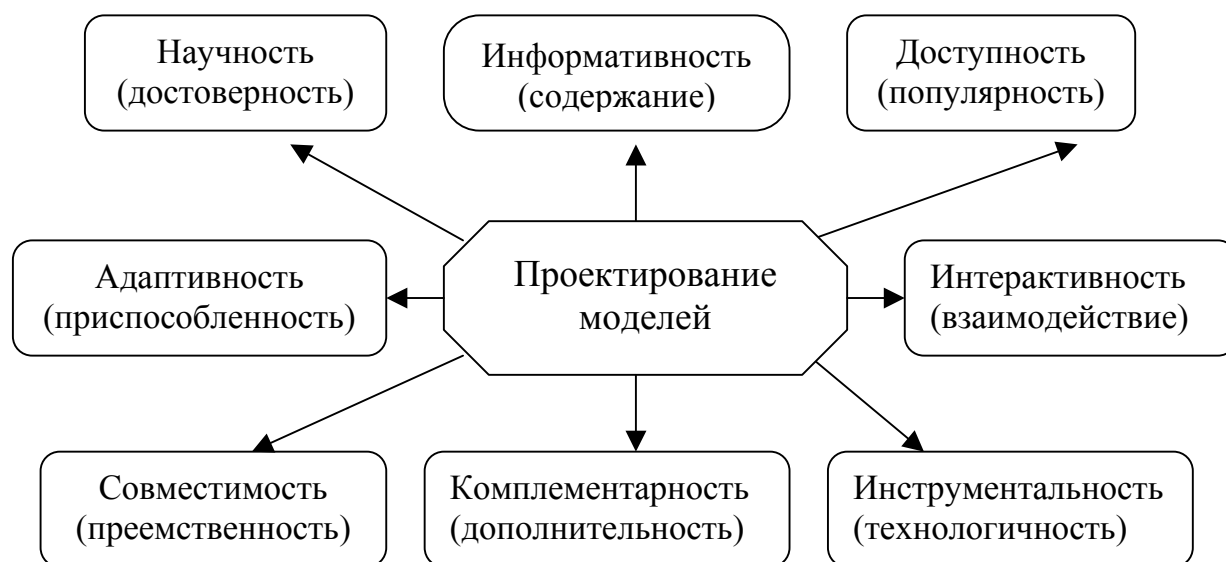 Научность
(достоверность)
Информативность
(содержание)
Доступность
(популярность)
Адаптивность
(приспособленность)
Проектирование
моделей
Интерактивность
(взаимодействие)
Совместимость
(преемственность)
Комплементарность
(дополнительность)
Инструментальность
(технологичность)